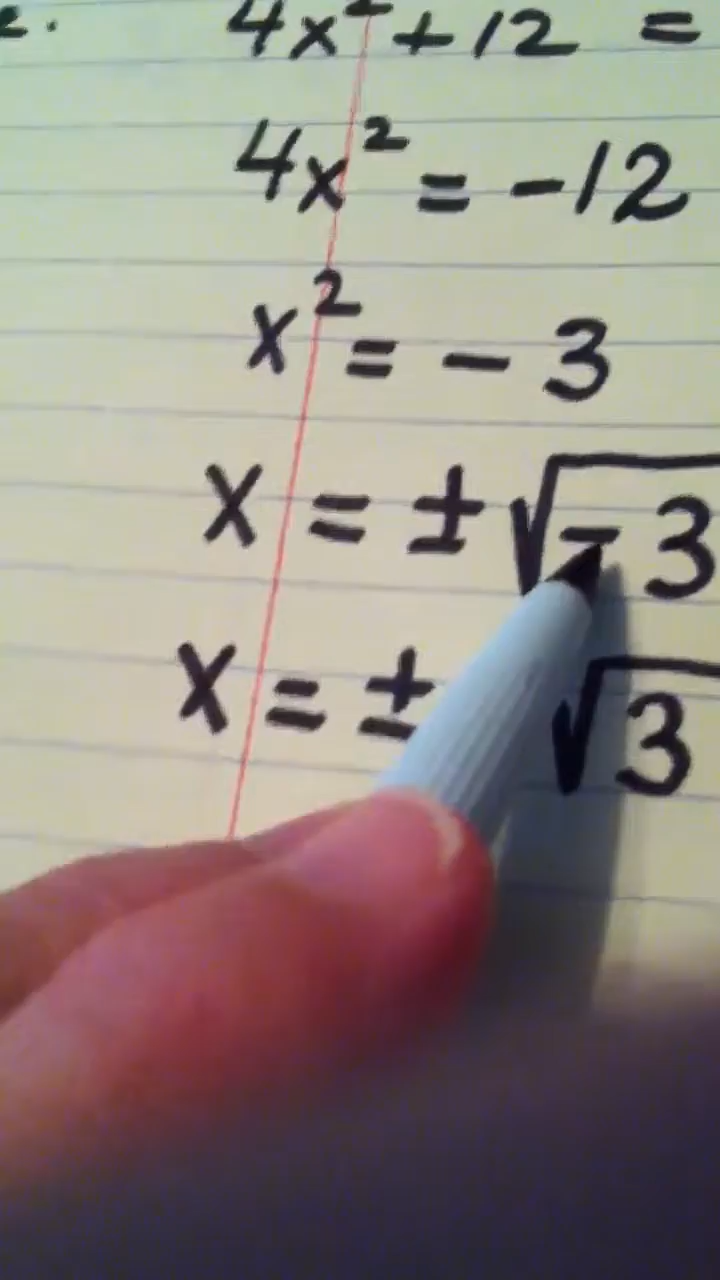 4x² + 12 =
4x² = -12
x² = - 3
x = ± √-3
x = ± √3